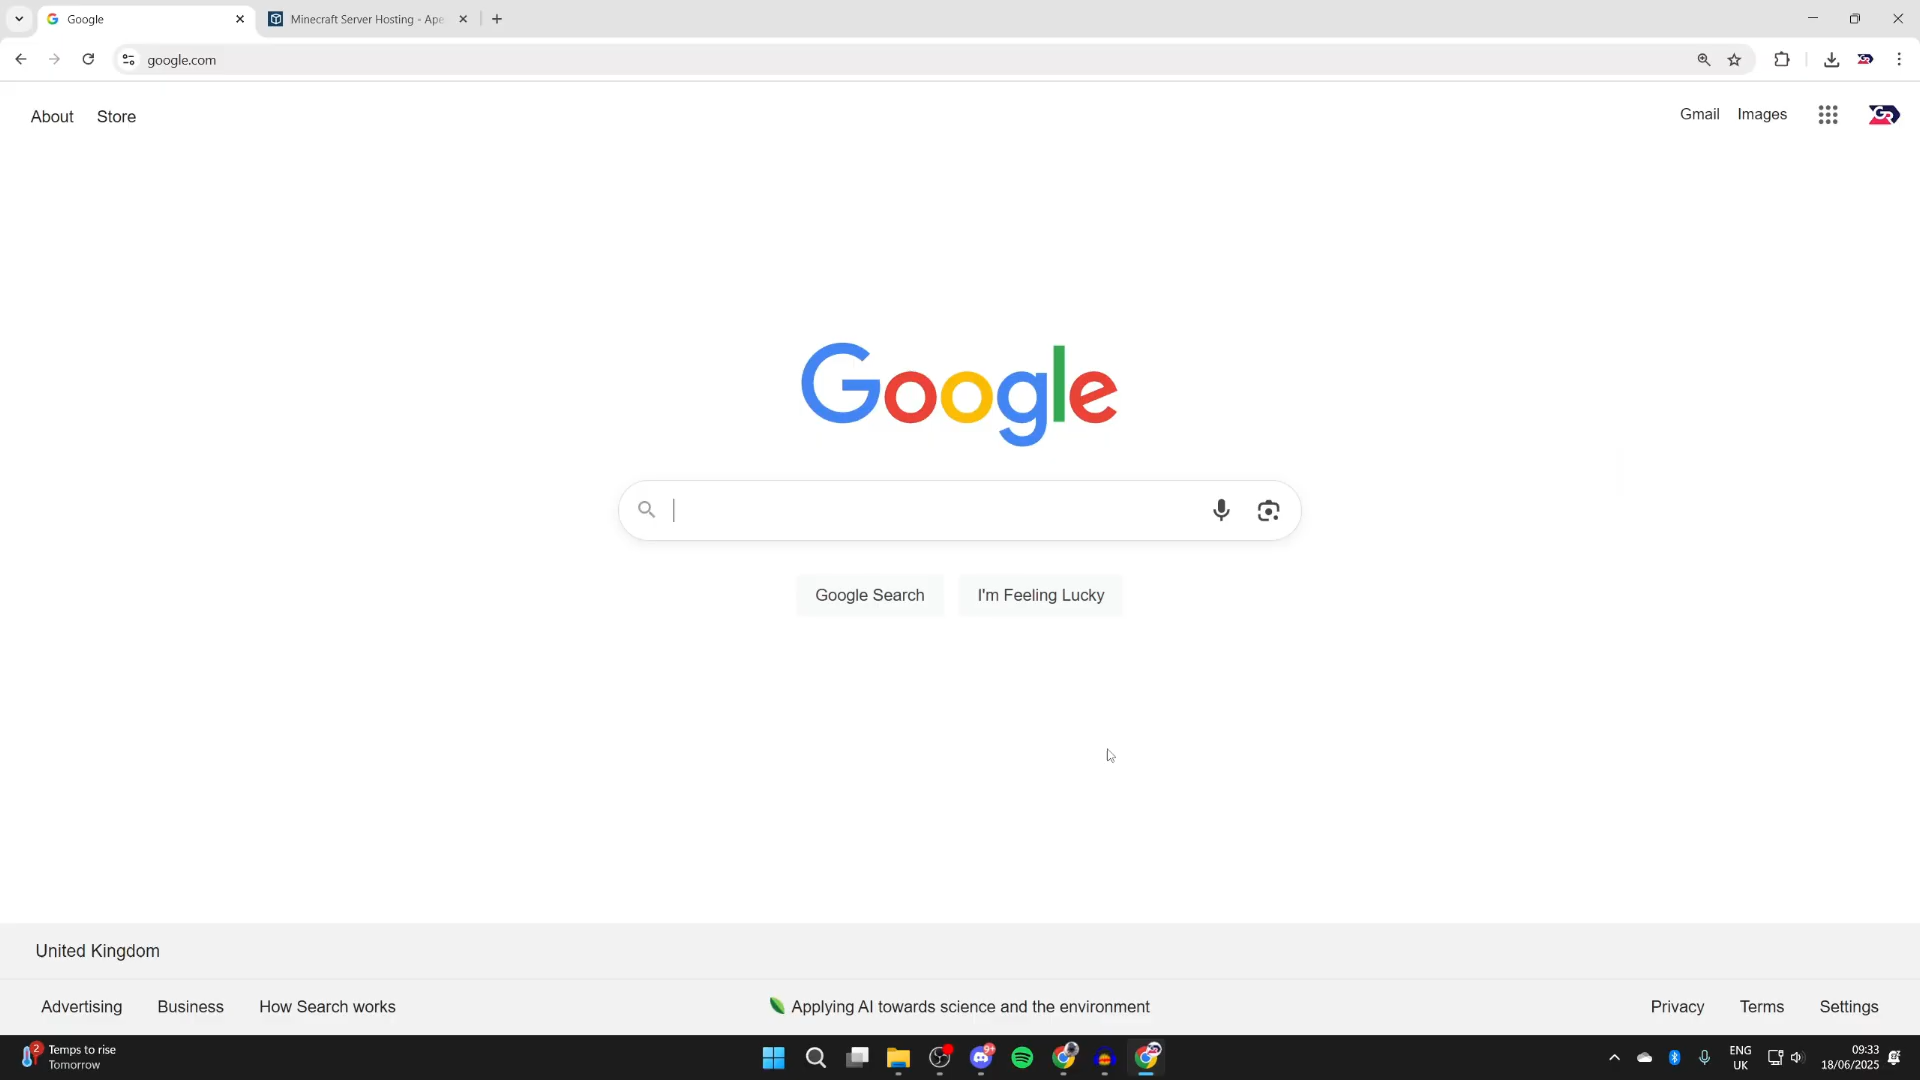 Google
Minecraft Server Hosting - Ape
google.com
About
Store
Gmail
Images
Google
Google Search
I'm Feeling Lucky
United Kingdom
Advertising
Business
How Search works
Applying AI towards science and the environment
Privacy
Terms
Settings
2
Temps to rise
Tomorrow
9+
ENG
UK
09:33
18/06/2025